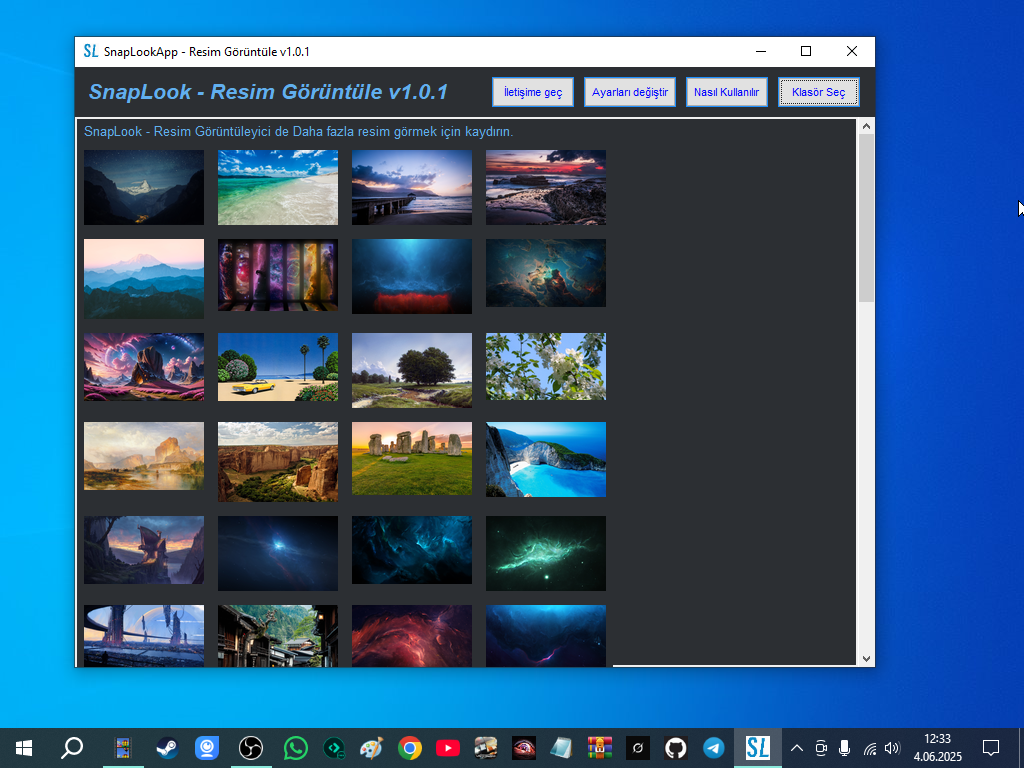 SL SnapLookApp - Resim Görüntüle v1.0.1
SnapLook - Resim Görüntüle v1.0.1
İletişime geç
Ayarları değiştir
Nasıl Kullanılır
Klasör Seç
SnapLook - Resim Görüntüleyici de Daha fazla resim görmek için kaydırın.
SL
12:33
4.06.2025